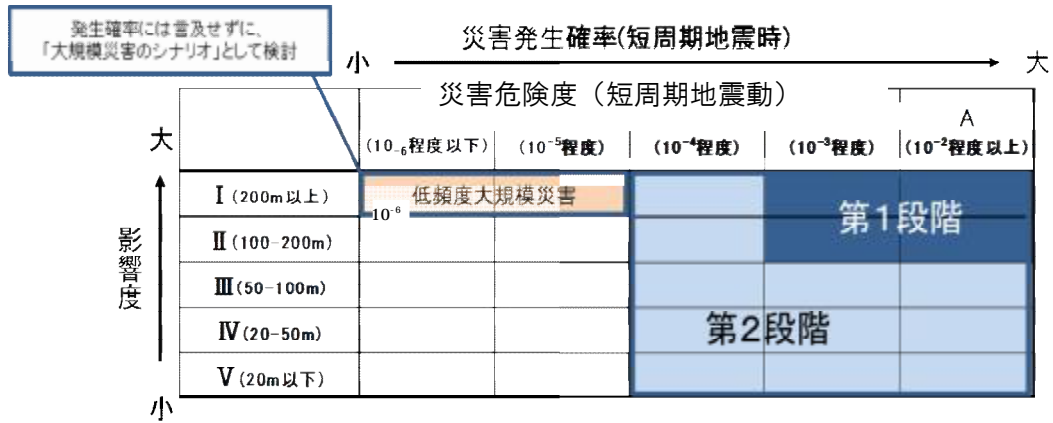 発生確率には言及せずに、
「大規模災害のシナリオ」として検討
災害発生確率(短周期地震時)
小
大
災害危険度（短周期地震動）
大
A
(10-6程度以下)
(10-5程度)
(10-4程度)
(10-3程度)
(10-2程度以上)
Ⅰ(200m以上)
低頻度大規模災害
10-6
第1段階
Ⅱ(100-200m)
影響度
Ⅲ(50-100m)
Ⅳ(20-50m)
第2段階
Ⅴ(20m以下)
小